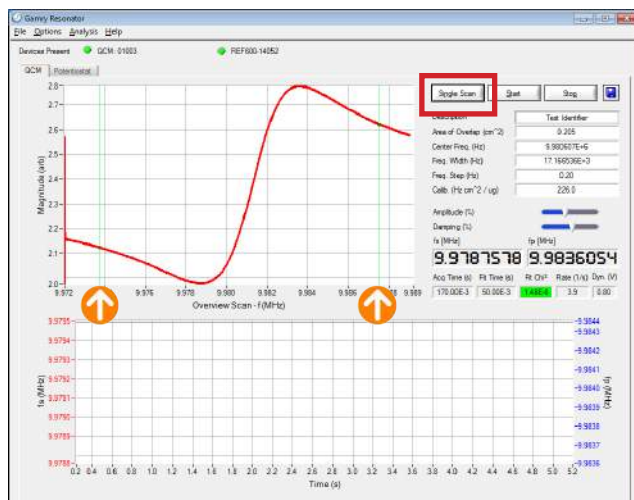 Gamry Resonator
File Options Analysis Help
Devices Present QCM: 01003 REF600-14052
QCM Potentiostat
Single Scan Start Stop
Description Test Identifier
Area of Overlap (cm^2) 0.205
Center Freq. (Hz) 9.980607E+6
Freq. Width (Hz) 17.166536E+3
Freq. Step (Hz) 0.20
Calib. (Hz cm^2 / ug) 226.0
Amplitude (%)
Damping (%)
fs (MHz) fp (MHz)
9.9787578 9.9836054
Acq Time (s) Fit Time (s) Fit Chi² Rate (1/s) Dyn. (V)
170.00E-3 50.00E-3 3.9 0.80
Magnitude (arb)
2.8
2.7
2.6
2.5
2.4
2.3
2.2
2.1
2.0
9.972 9.976 9.978 9.980 9.982 9.984 9.986 9.988 9.989
Overview Scan - f (MHz)
fs (MHz)
9.9795
9.9793
9.9792
9.9791
9.9790
9.9789
9.9788
fp (MHz)
9.9844
9.9843
9.9842
9.9841
9.9840
9.9839
9.9838
9.9837
9.9836
0.2 0.4 0.6 0.8 1.0 1.2 1.4 1.6 1.8 2.0 2.2 2.4 2.6 2.8 3.0 3.2 3.4 3.6 3.8 4.0 4.2 4.4 4.6 4.8 5.0 5.2
Time (s)